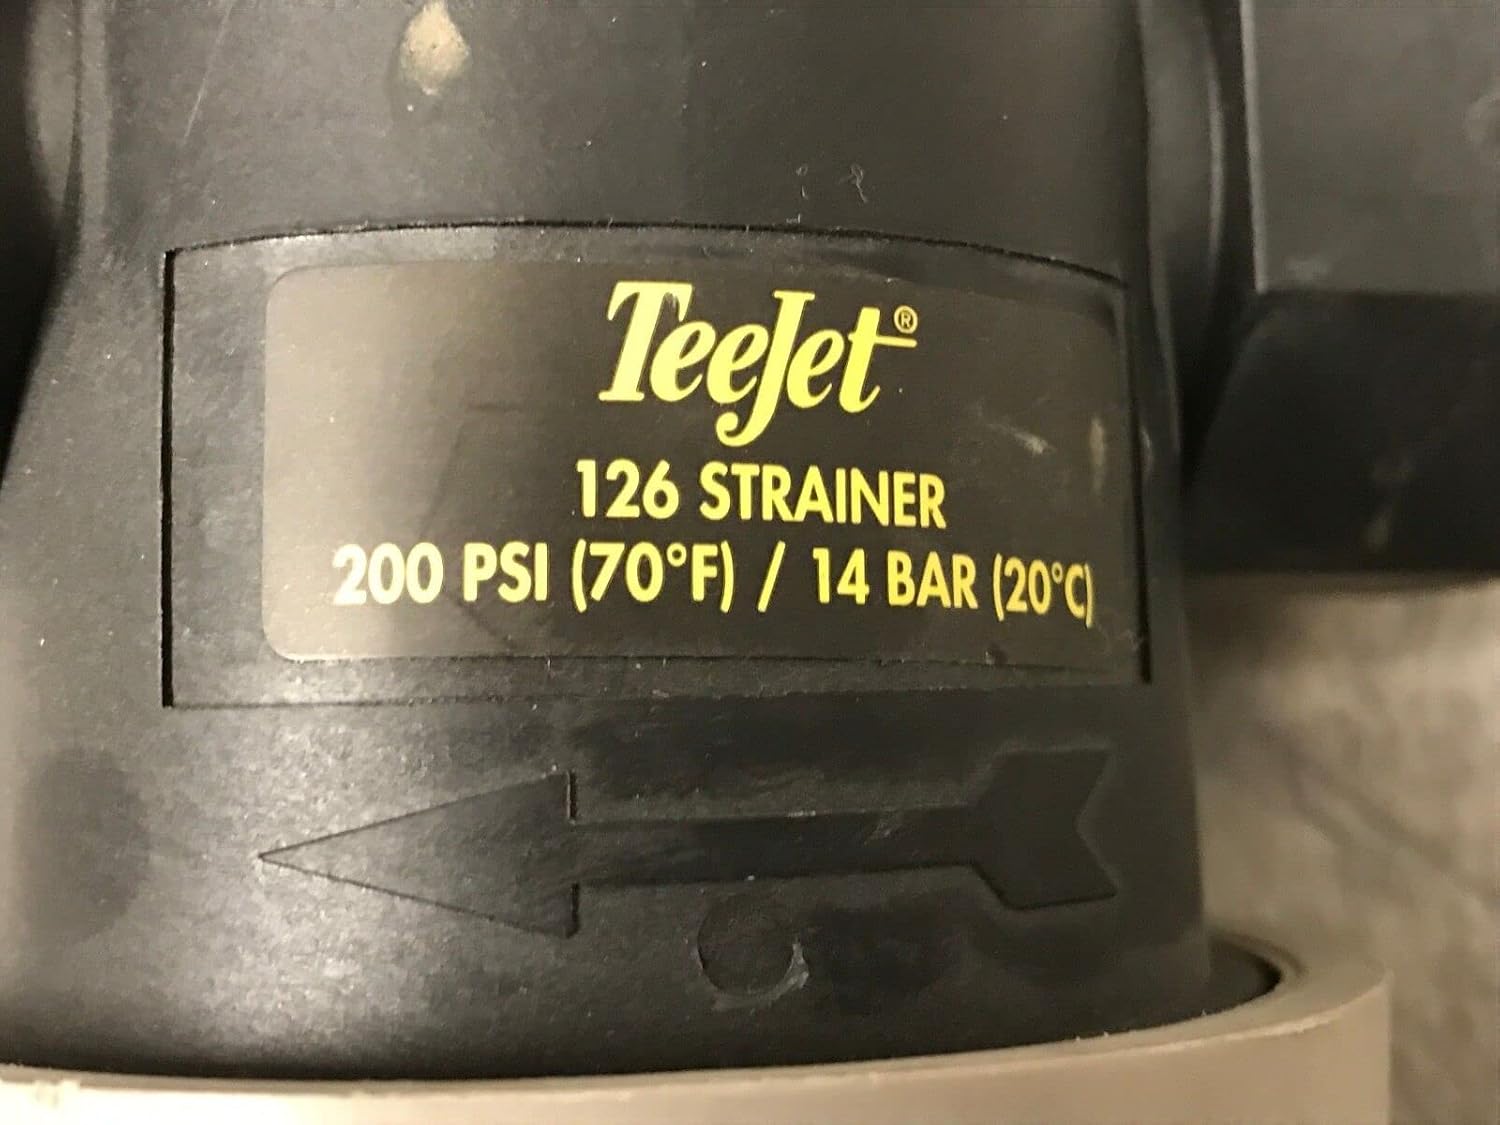 TeeJet®
126 STRAINER
200 PSI (70°F) / 14 BAR (20°C)